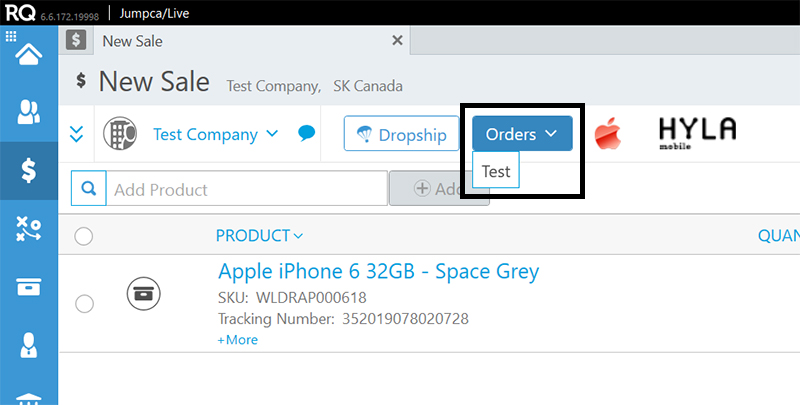 RQ 6.6.172.19998 | Jumpca/Live
$ New Sale ×
$ New Sale Test Company, SK Canada
Test Company Dropship Orders HYLA mobile
Test
Add Product Add
PRODUCT QUAN
Apple iPhone 6 32GB - Space Grey
SKU: WLDRAP000618
Tracking Number: 352019078020728
+More